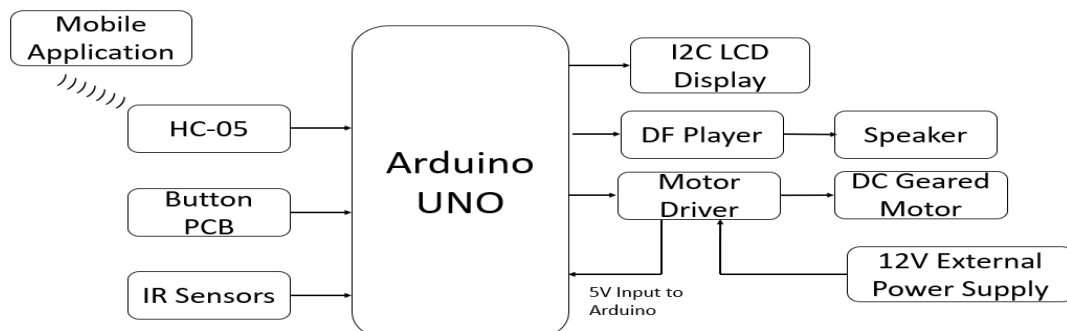 Mobile
Application
HC-05
Button
PCB
IR Sensors
Arduino
UNO
I2C LCD
Display
DF Player
Speaker
Motor
Driver
DC Geared
Motor
12V External
Power Supply
5V Input to
Arduino